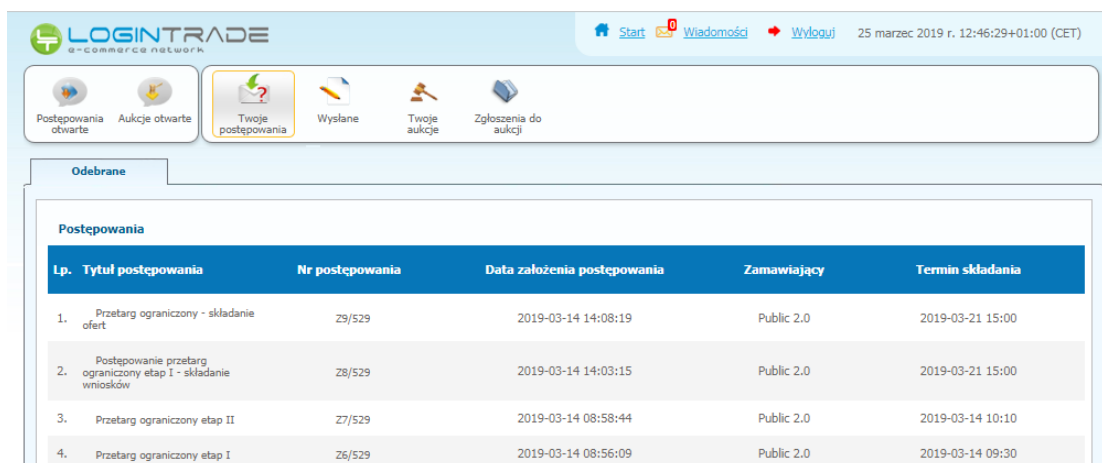 LOGINTRADE
e-commerce network
Start 0 Wiadomości Wyloguj 25 marzec 2019 r. 12:46:29+01:00 (CET)
Postępowania otwarte
Aukcje otwarte
Twoje postępowania
Wysłane
Twoje aukcje
Zgłoszenia do aukcji
Odebrane
Postępowania
Lp. Tytuł postępowania Nr postępowania Data założenia postępowania Zamawiający Termin składania
1. Przetarg ograniczony - składanie ofert Z9/529 2019-03-14 14:08:19 Public 2.0 2019-03-21 15:00
2. Postępowanie przetarg ograniczony etap I - składanie wniosków Z8/529 2019-03-14 14:03:15 Public 2.0 2019-03-21 15:00
3. Przetarg ograniczony etap II Z7/529 2019-03-14 08:58:44 Public 2.0 2019-03-14 10:10
4. Przetarg ograniczony etap I Z6/529 2019-03-14 08:56:09 Public 2.0 2019-03-14 09:30